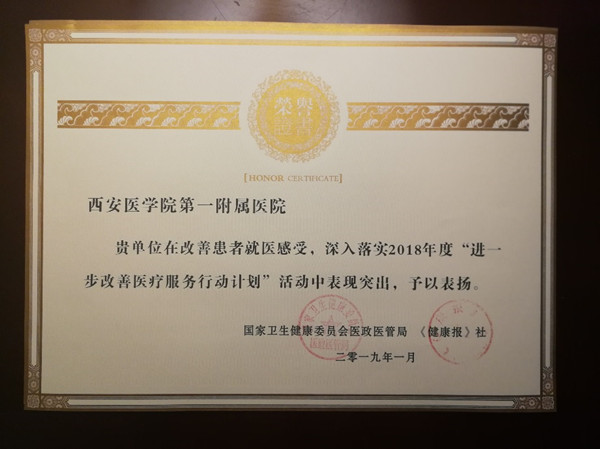 榮譽證書
[HONOR CERTIFICATE]
西安医学院第一附属医院
贵单位在改善患者就医感受，深入落实2018年度“进一
步改善医疗服务行动计划”活动中表现突出，予以表扬。
国家卫生健康委员会医政医管局 《健康报》社
二零一九年一月